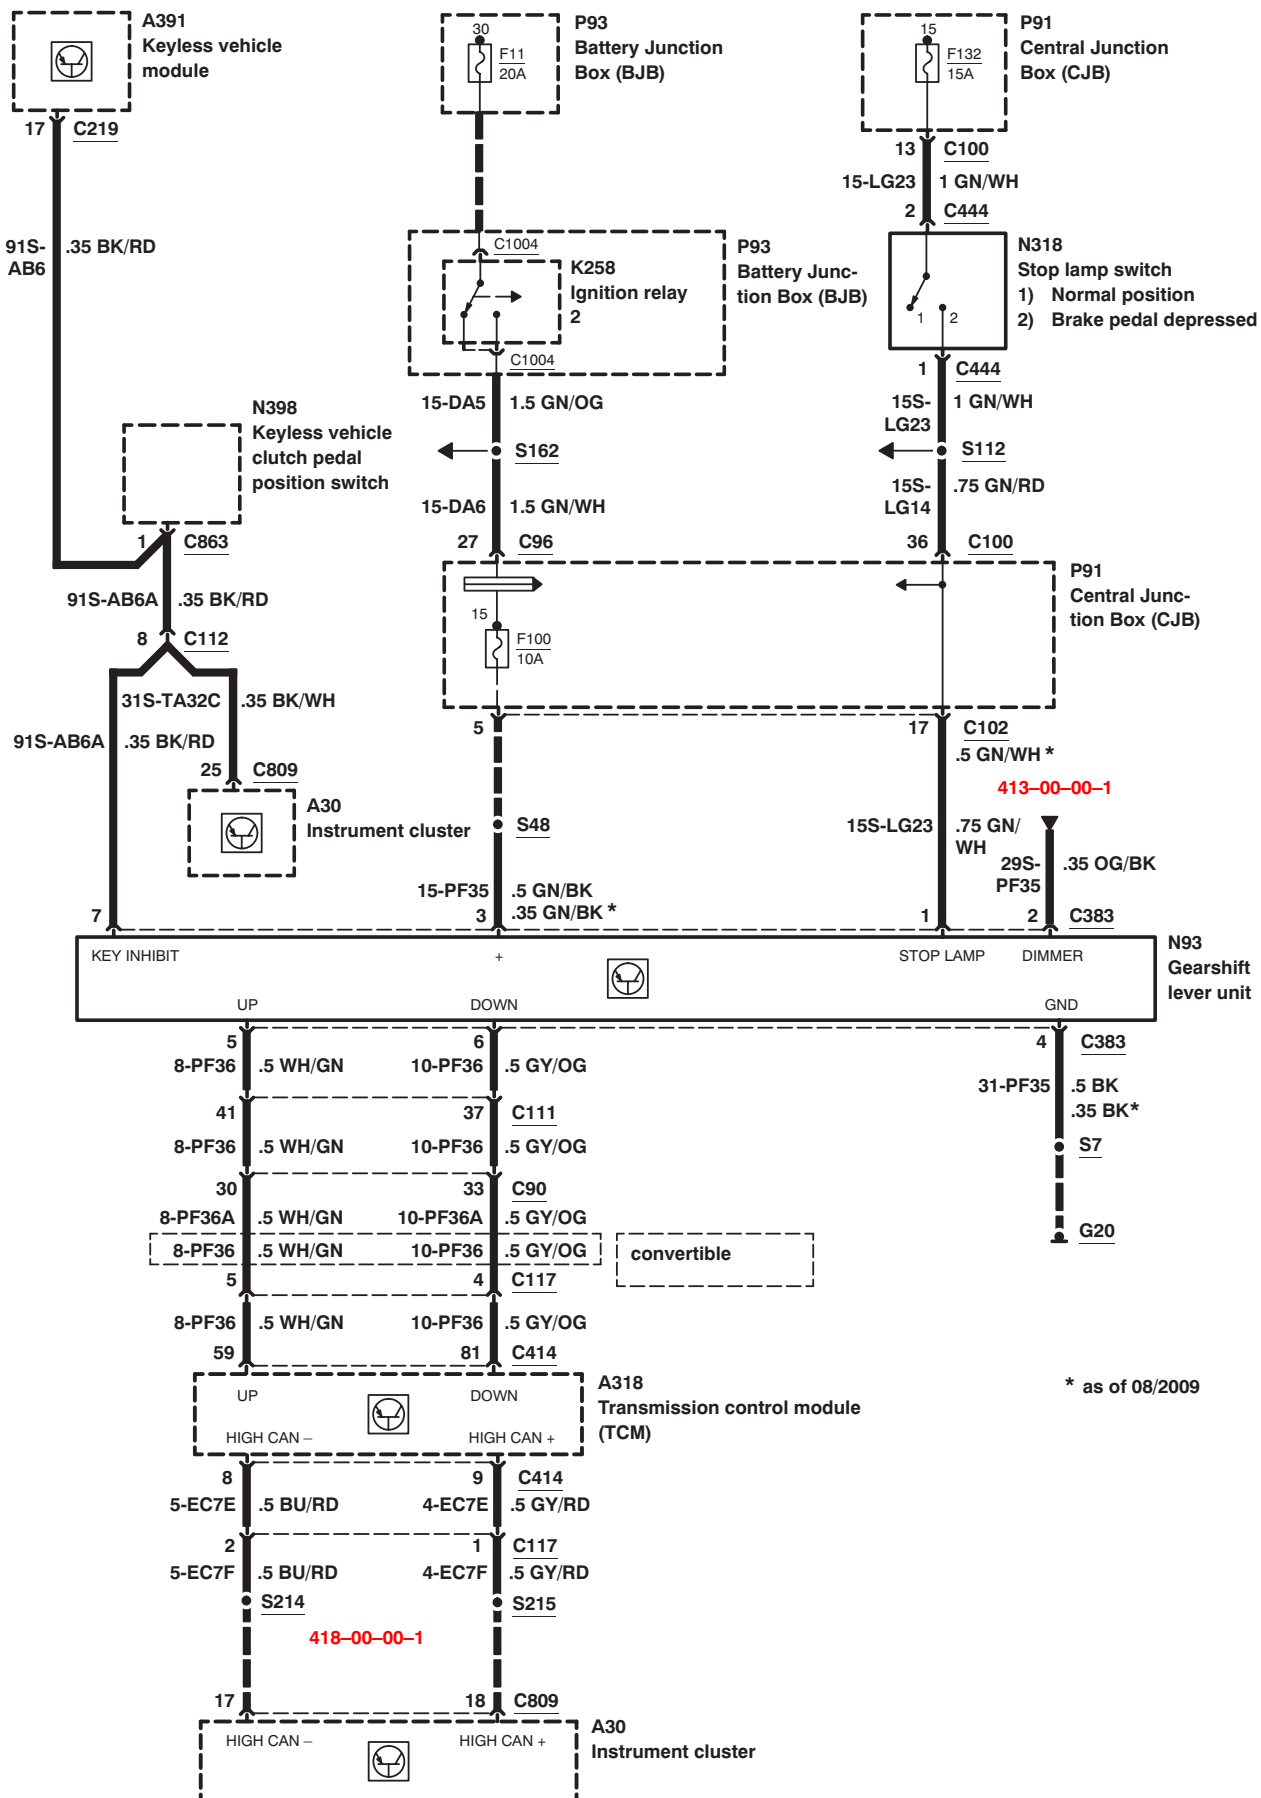 A391
Keyless vehicle
module
17 C219
91S-
AB6
.35 BK/RD
P93
Battery Junction
Box (BJB)
30
F11
20A
P91
Central Junction
Box (CJB)
15
F132
15A
13 C100
15-LG23 1 GN/WH
2 C444
C1004
K258
Ignition relay
2
C1004
P93
Battery Junc-
tion Box (BJB)
N318
Stop lamp switch
1) Normal position
2) Brake pedal depressed
1 2
1 C444
15S-
LG23
1 GN/WH
S112
15S-
LG14
.75 GN/RD
36 C100
15-DA5 1.5 GN/OG
S162
15-DA6 1.5 GN/WH
27 C96
N398
Keyless vehicle
clutch pedal
position switch
1 C863
91S-AB6A .35 BK/RD
8 C112
31S-TA32C .35 BK/WH
91S-AB6A .35 BK/RD
25 C809
A30
Instrument cluster
15
F100
10A
P91
Central Junc-
tion Box (CJB)
5
17 C102
.5 GN/WH *
413–00–00–1
S48
15S-LG23 .75 GN/
WH
29S-
PF35
.35 OG/BK
15-PF35 .5 GN/BK
.35 GN/BK *
7 3 1 2 C383
KEY INHIBIT + STOP LAMP DIMMER
UP DOWN GND
N93
Gearshift
lever unit
5 6 4 C383
8-PF36 .5 WH/GN 10-PF36 .5 GY/OG
31-PF35 .5 BK
.35 BK*
41 37 C111
8-PF36 .5 WH/GN 10-PF36 .5 GY/OG
S7
30 33 C90
8-PF36A .5 WH/GN 10-PF36A .5 GY/OG
G20
8-PF36 .5 WH/GN 10-PF36 .5 GY/OG convertible
5 4 C117
8-PF36 .5 WH/GN 10-PF36 .5 GY/OG
59 81 C414
UP DOWN
HIGH CAN – HIGH CAN +
A318
Transmission control module
(TCM)
* as of 08/2009
8 9 C414
5-EC7E .5 BU/RD 4-EC7E .5 GY/RD
2 1 C117
5-EC7F .5 BU/RD 4-EC7F .5 GY/RD
S214 S215
418–00–00–1
17 18 C809
HIGH CAN – HIGH CAN +
A30
Instrument cluster